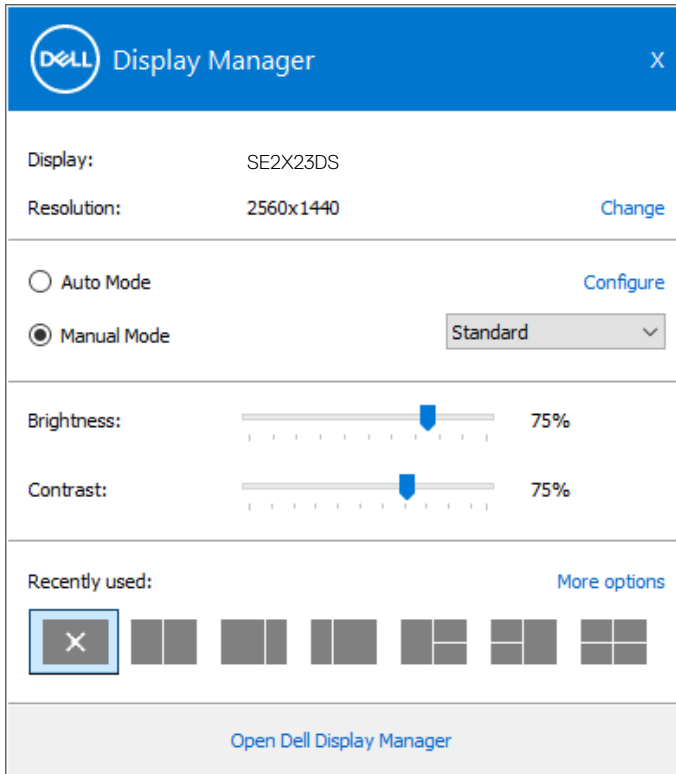 DELL Display Manager X
Display: SE2X23DS
Resolution: 2560x1440 Change
Auto Mode Configure
Manual Mode Standard
Brightness: 75%
Contrast: 75%
Recently used: More options
Open Dell Display Manager